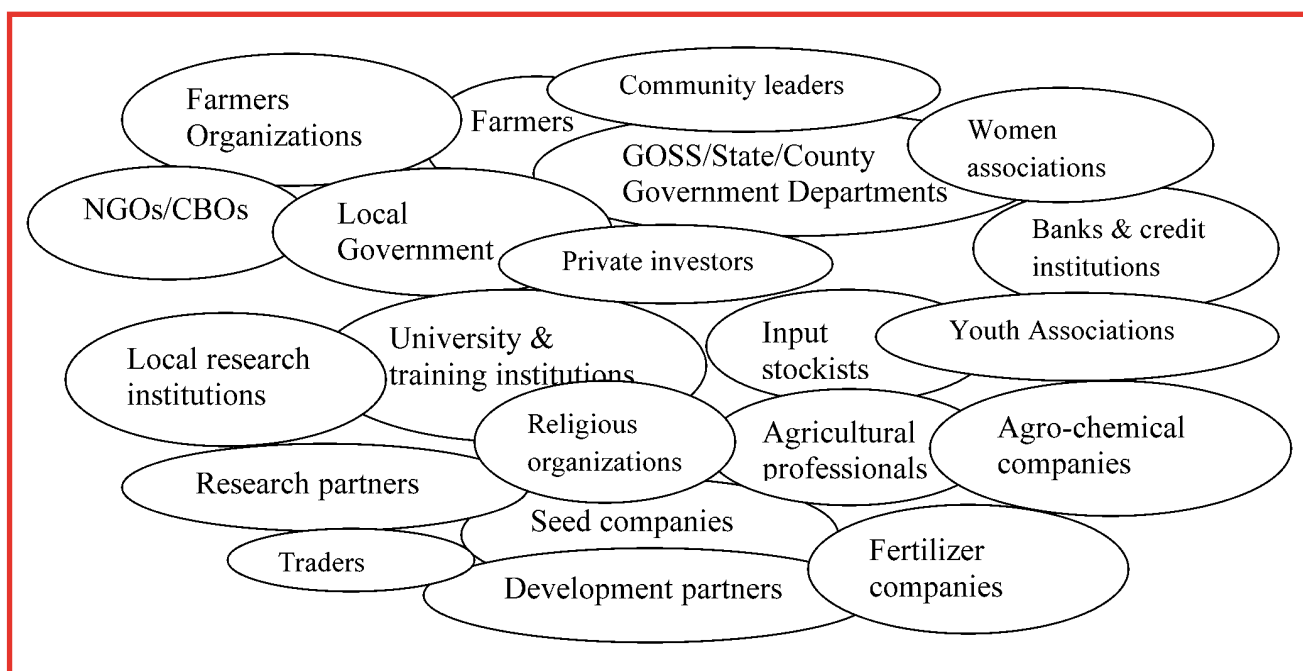 Community leaders
Farmers
Organizations
Farmers
Women
associations
GOSS/State/County
Government Departments
NGOs/CBOs
Local
Government
Banks & credit
institutions
Private investors
University &
training institutions
Input
stockists
Youth Associations
Local research
institutions
Religious
organizations
Agricultural
professionals
Agro-chemical
companies
Research partners
Seed companies
Traders
Fertilizer
companies
Development partners